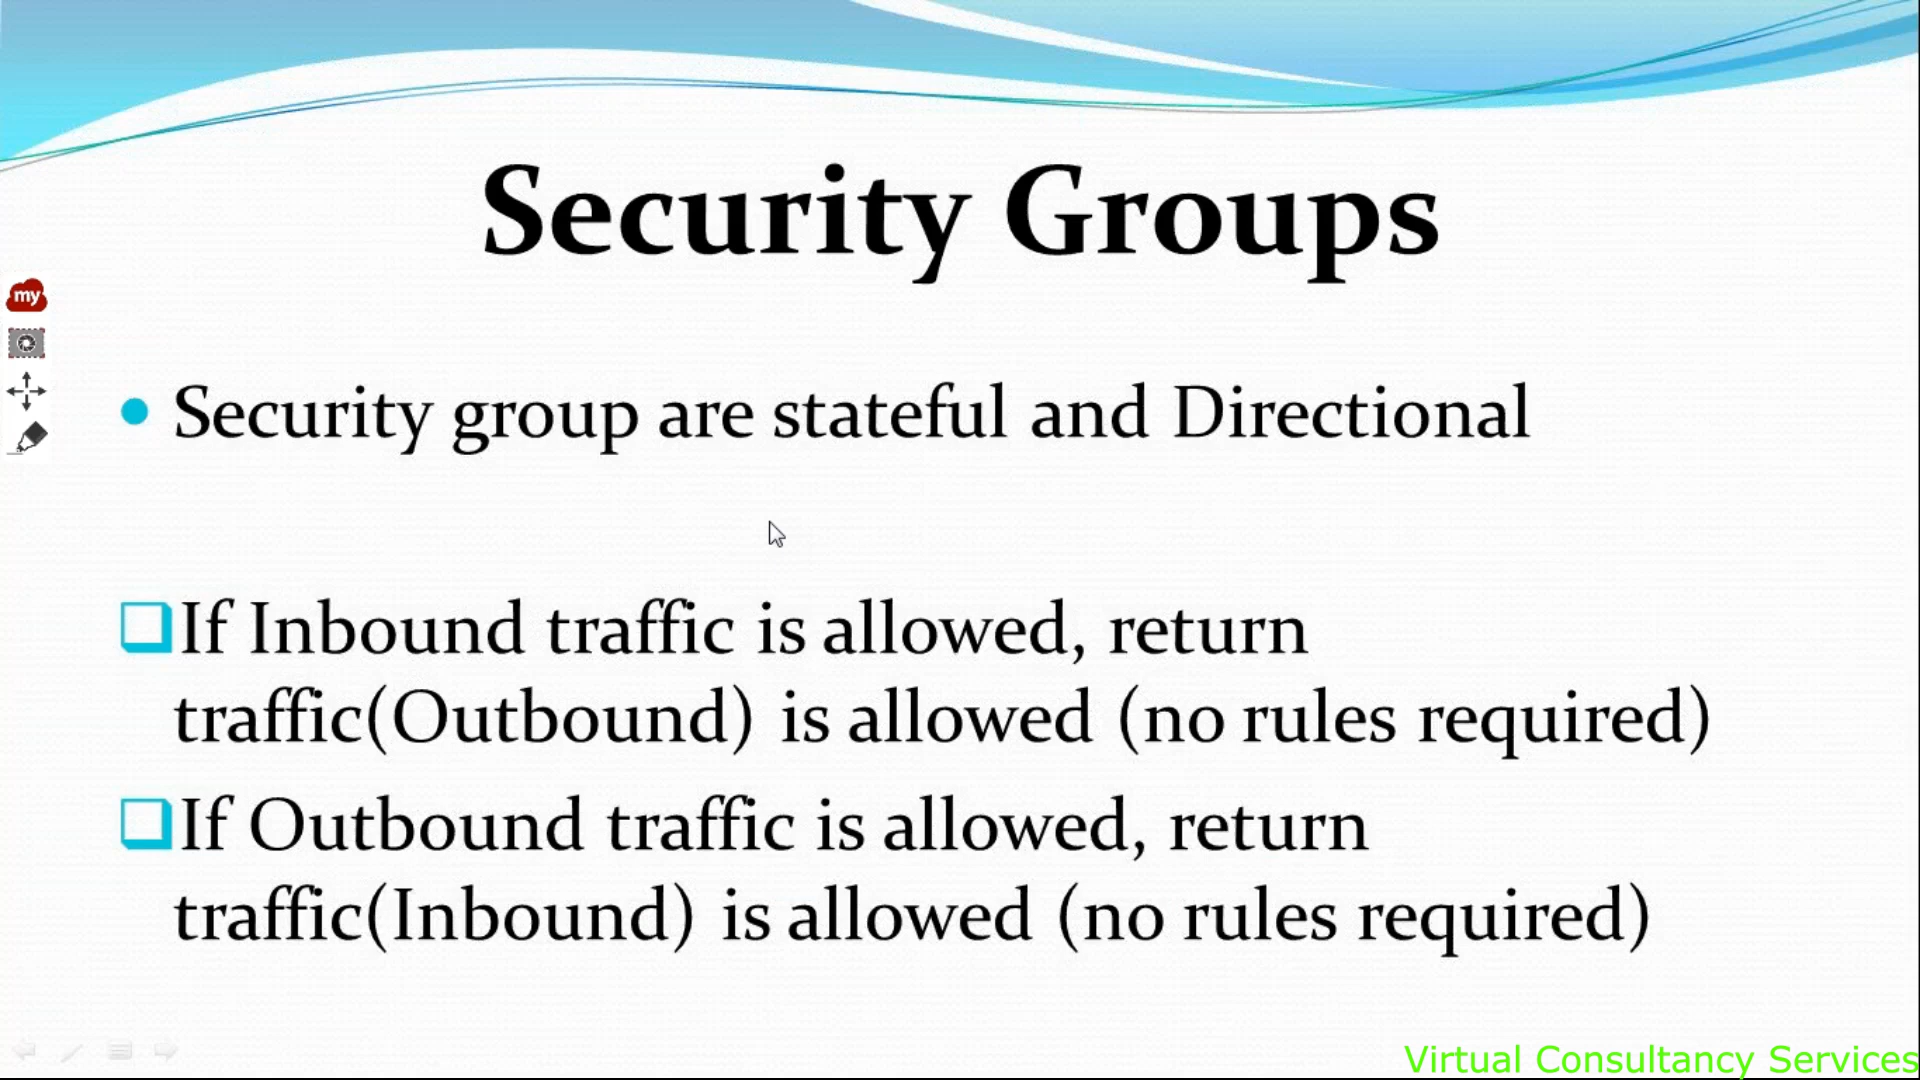 Security Groups
my
Security group are stateful and Directional
If Inbound traffic is allowed, return
traffic(Outbound) is allowed (no rules required)
If Outbound traffic is allowed, return
traffic(Inbound) is allowed (no rules required)
Virtual Consultancy Services